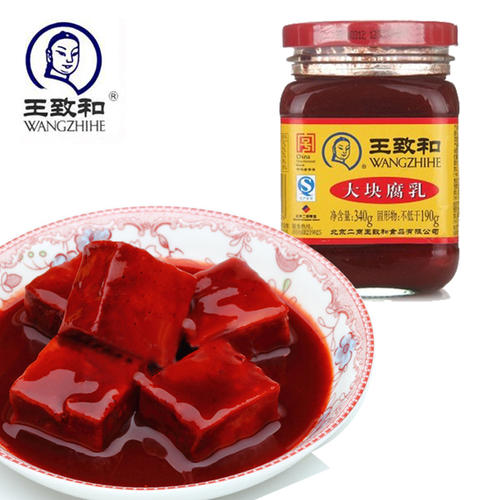 王致和®
WANGZHIHE
王致和
WANGZHIHE
China
大块腐乳
净含量:340g 固形物:不低于190g
北京二商王致和食品有限公司